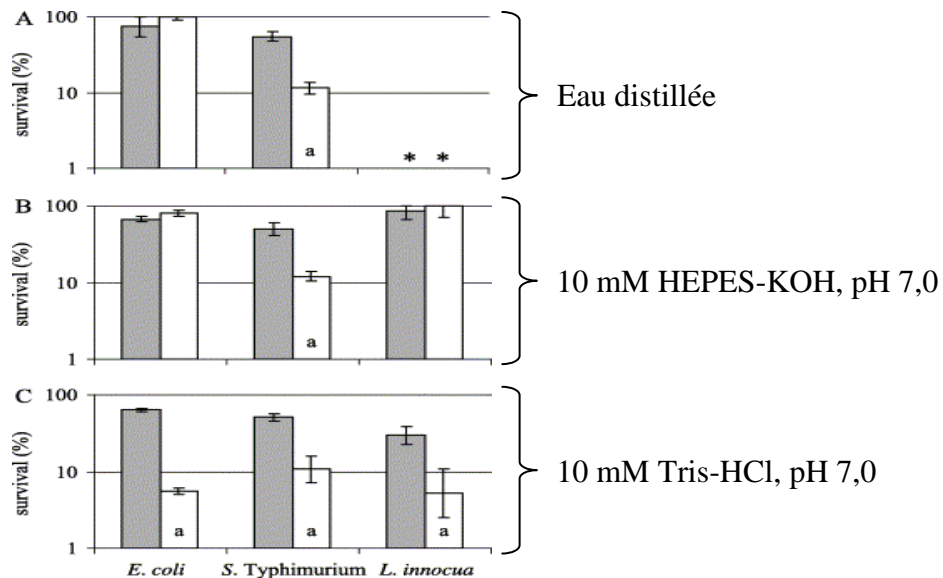 A
100
10
1
survival (%)
a
* *
Eau distillée
B
100
10
1
survival (%)
a
10 mM HEPES-KOH, pH 7,0
C
100
10
1
survival (%)
a
a
a
10 mM Tris-HCl, pH 7,0
E. coli S. Typhimurium L. innocua